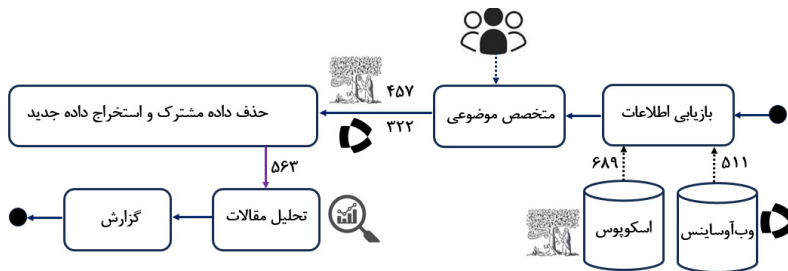 ۴۵۷
حذف داده مشترک و استخراج داده جدید
متخصص موضوعی
بازیابی اطلاعات
۳۲۲
۵۶۳
۶۸۹
۵۱۱
گزارش
تحلیل مقالات
اسکوپوس
وب‌آوساینس